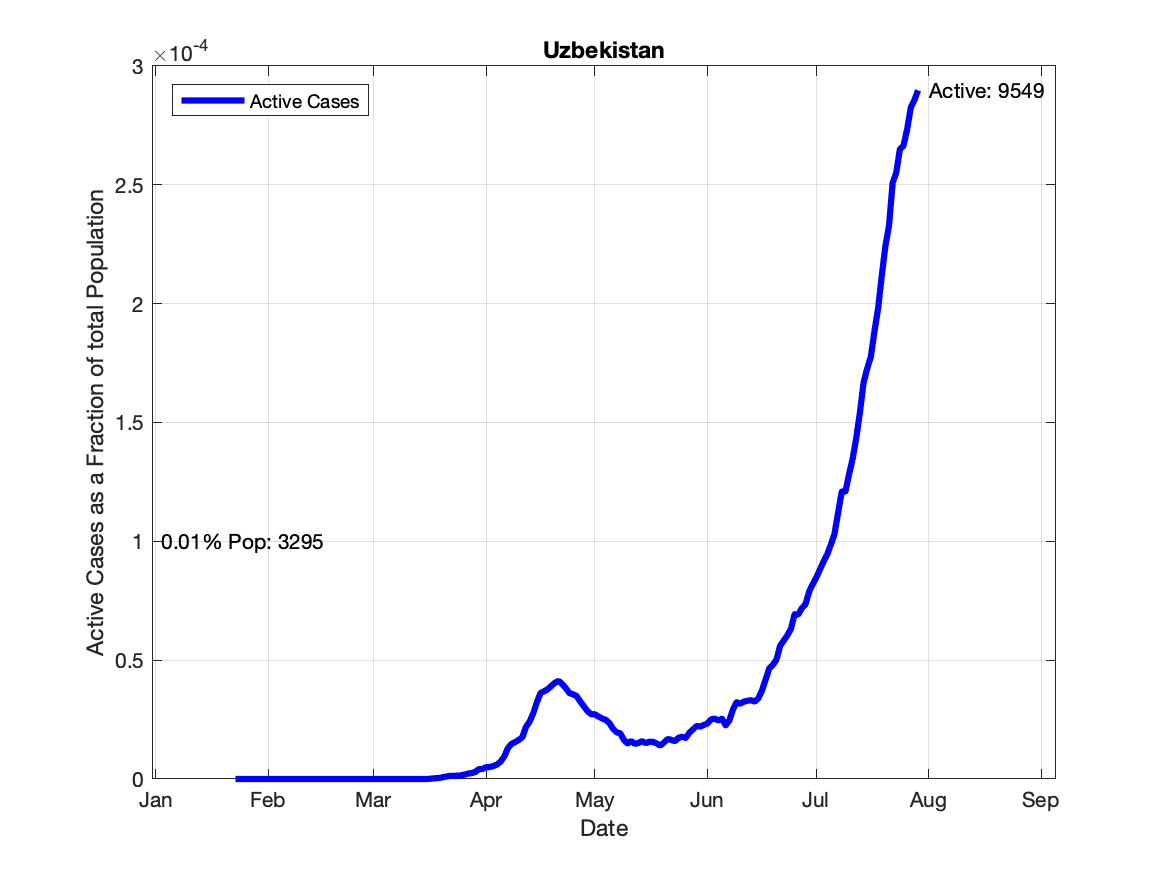 Uzbekistan
×10-4
3
Active Cases
Active: 9549
2.5
2
1.5
1
0.01% Pop: 3295
0.5
0
Active Cases as a Fraction of total Population
Jan Feb Mar Apr May Jun Jul Aug Sep
Date